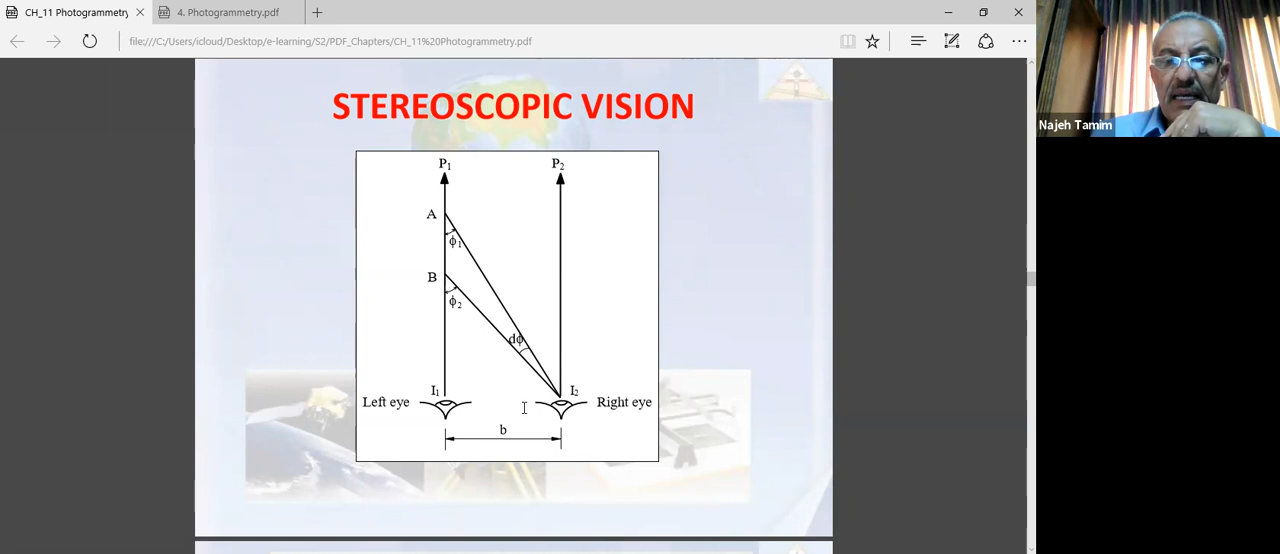 CH_11 Photogrammetry
4. Photogrammetry.pdf
file:///C:/Users/icloud/Desktop/e-learning/S2/PDF_Chapters/CH_11%20Photogrammetry.pdf
Najeh Tamim
STEREOSCOPIC VISION
P1 P2
A
ϕ1
B
ϕ2
dϕ
I1 I2
Left eye Right eye
b